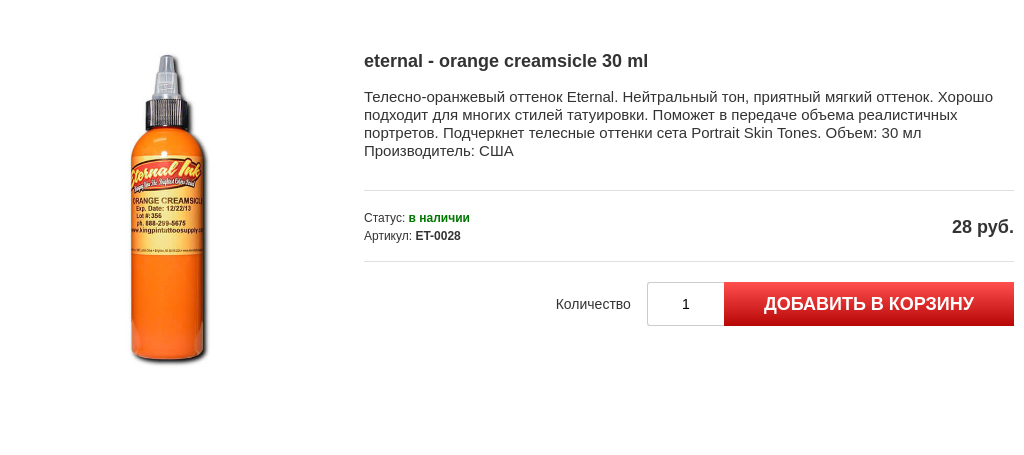 eternal - orange creamsicle 30 ml
Телесно-оранжевый оттенок Eternal. Нейтральный тон, приятный мягкий оттенок. Хорошо
подходит для многих стилей татуировки. Поможет в передаче объема реалистичных
портретов. Подчеркнет телесные оттенки сета Portrait Skin Tones. Объем: 30 мл
Производитель: США
Статус: в наличии
Артикул: ET-0028
28 руб.
Количество 1 ДОБАВИТЬ В КОРЗИНУ
Eternal Ink
ORANGE CREAMSICLE
Exp. Date: 12/22/13
Lot #:356
ph. 888-299-5675
www.kingpintattoosupply.co